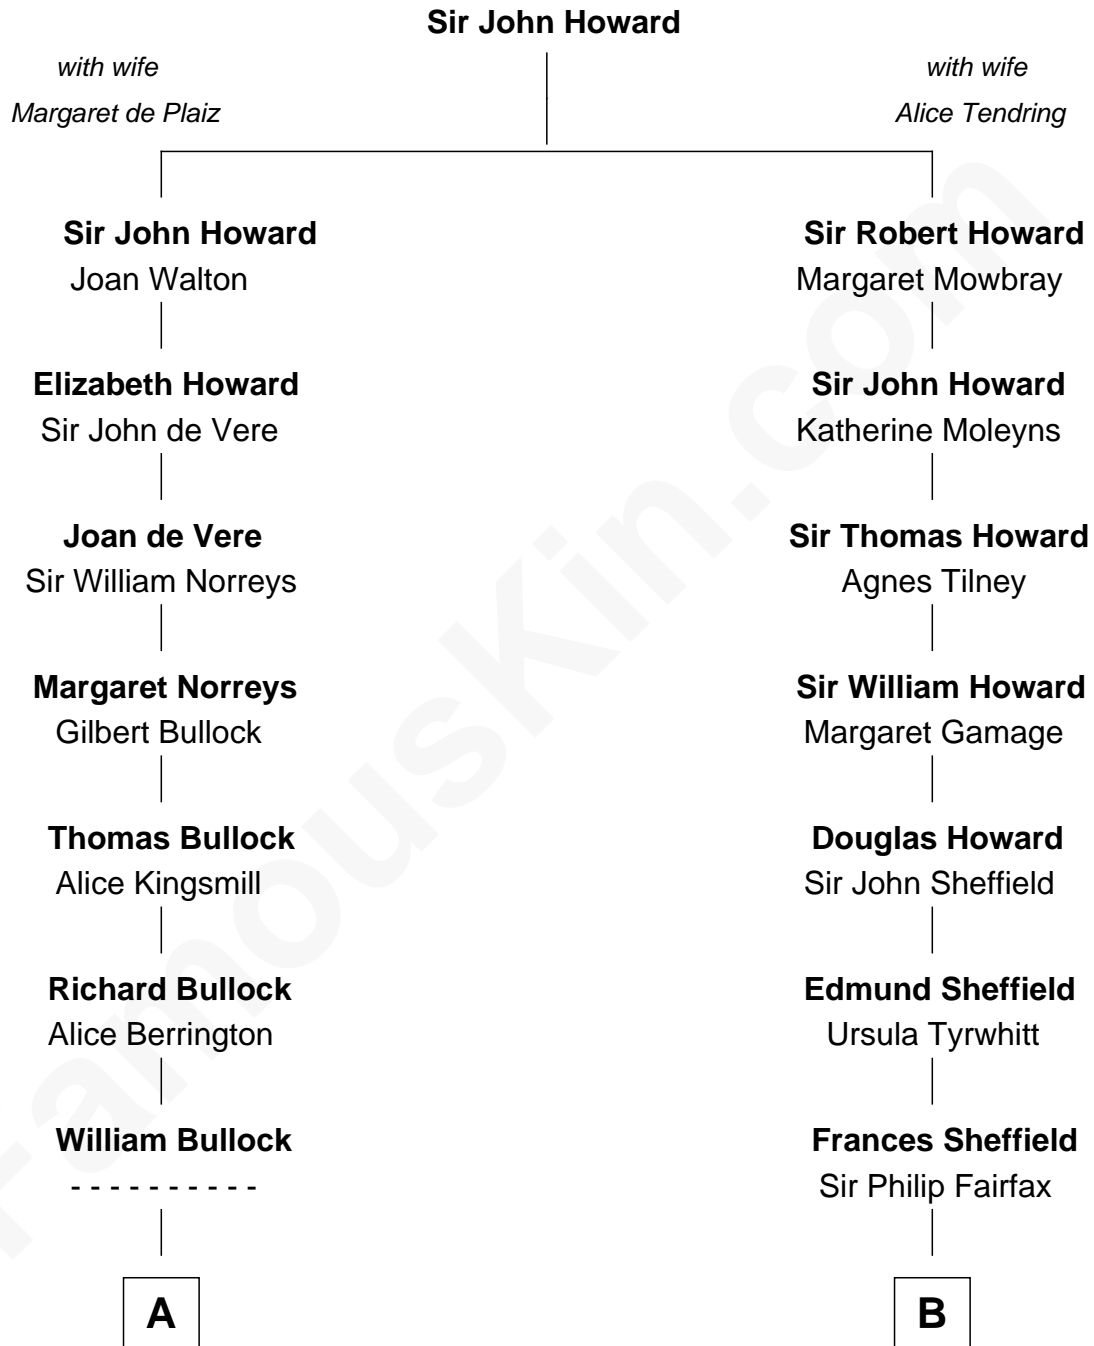 Sir John Howard
with wife
Margaret de Plaiz
with wife
Alice Tendring
Sir John Howard
Joan Walton
Sir Robert Howard
Margaret Mowbray
Elizabeth Howard
Sir John de Vere
Sir John Howard
Katherine Moleyns
Joan de Vere
Sir William Norreys
Sir Thomas Howard
Agnes Tilney
Margaret Norreys
Gilbert Bullock
Sir William Howard
Margaret Gamage
Thomas Bullock
Alice Kingsmill
Douglas Howard
Sir John Sheffield
Richard Bullock
Alice Berrington
Edmund Sheffield
Ursula Tyrwhitt
William Bullock
- - - - - - - - - -
Frances Sheffield
Sir Philip Fairfax
A
B
FamousKin.com